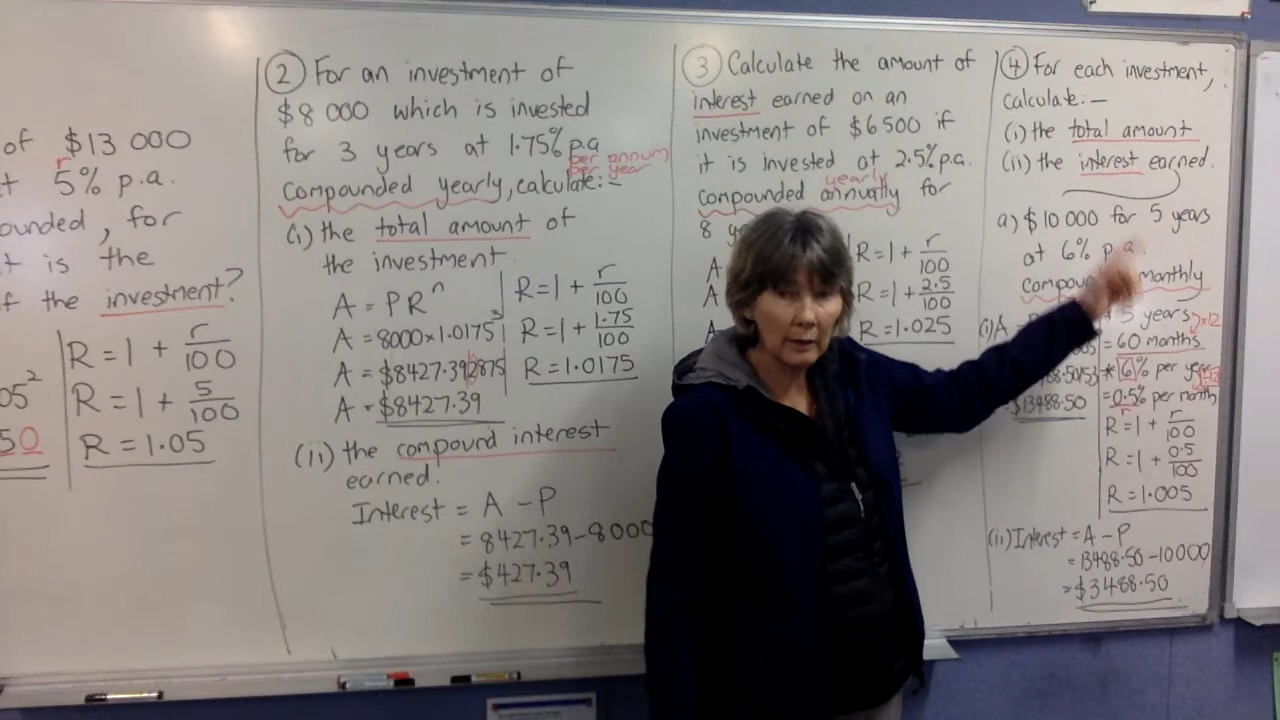 of $13 000
r
5% p.a.
ounded, for
t is the
f the investment?
R = 1 + r/100
05²
R = 1 + 5/100
50
R = 1.05
② For an investment of
$8 000 which is invested
for 3 years at 1.75% p.a
per annum
per year
compounded yearly, calculate:-
(i) the total amount of
the investment.
A = PRⁿ
A = 8000 × 1.0175³
A = $8427.392875
A = $8427.39
R = 1 + r/100
R = 1 + 1.75/100
R = 1.0175
(ii) the compound interest
earned.
Interest = A - P
= 8427.39 - 8000
= $427.39
③ Calculate the amount of
interest earned on an
investment of $6500 if
it is invested at 2.5% p.a.
yearly
compounded annually for
8
A
A
R = 1 + r/100
R = 1 + 2.5/100
R = 1.025
④ For each investment,
calculate:-
(i) the total amount
(ii) the interest earned.
a) $10 000 for 5 years
at 6% p.a.
monthly
(i) A
5 years ×12
= 60 months
* 6% per year ÷12
= 0.5% per month
$13488.50
r
R = 1 + r/100
R = 1 + 0.5/100
R = 1.005
(ii) Interest = A - P
= 13488.50 - 10000
= $3488.50